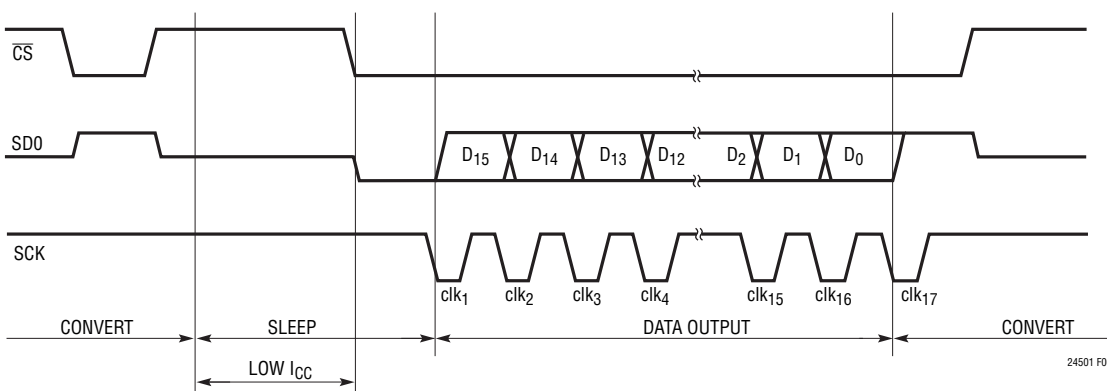 CS
SD0
D15 D14 D13 D12 D2 D1 D0
SCK
clk1 clk2 clk3 clk4 clk15 clk16 clk17
CONVERT SLEEP DATA OUTPUT CONVERT
LOW ICC
24501 F0